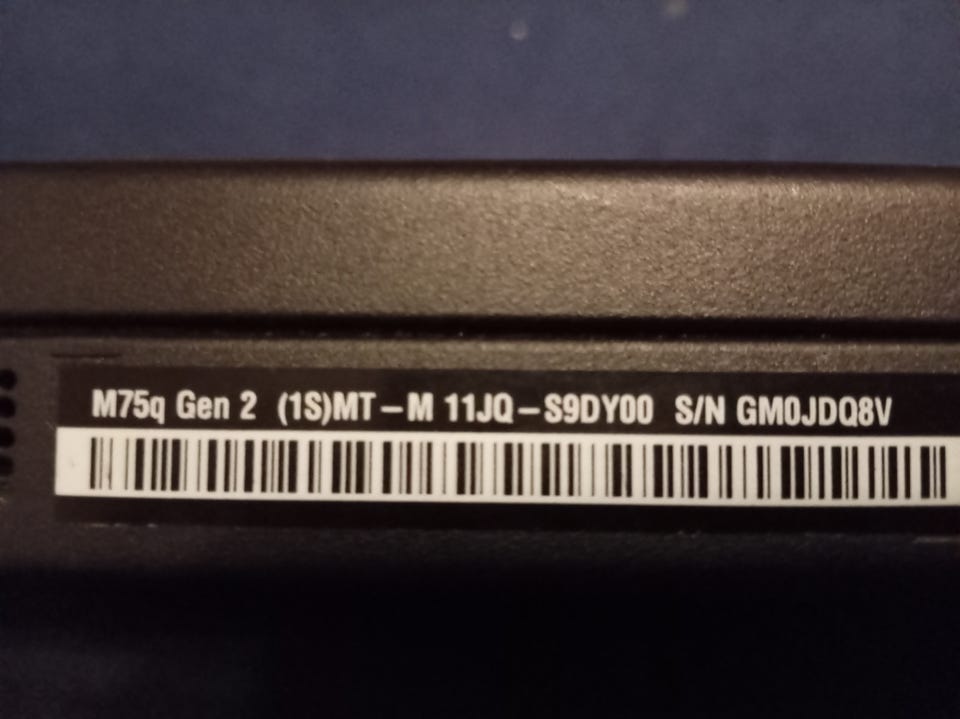 M75q Gen 2 (1S)MT-M 11JQ-S9DY00 S/N GM0JDQ8V